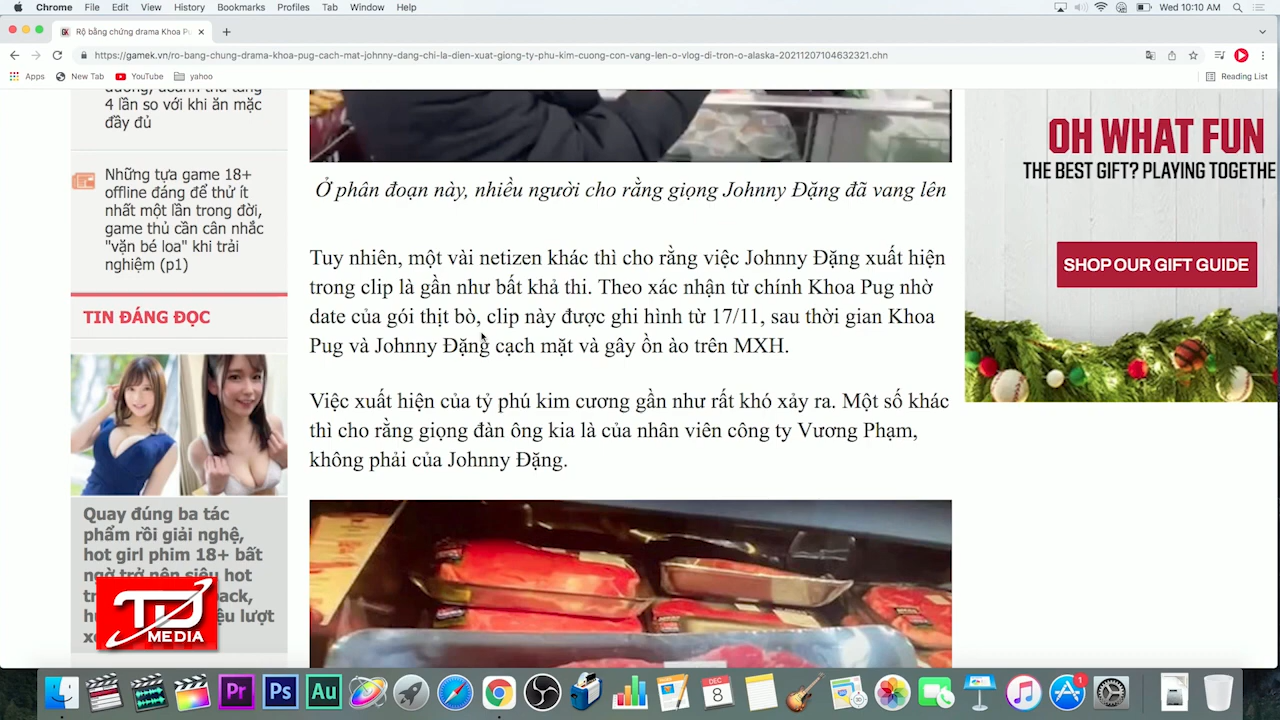 Chrome File Edit View History Bookmarks Profiles Tab Window Help
Wed 10:10 AM
Rộ bằng chứng drama Khoa Pu
https://gamek.vn/ro-bang-chung-drama-khoa-pug-cach-mat-johnny-dang-chi-la-dien-xuat-giong-ty-phu-kim-cuong-con-vang-len-o-vlog-di-tron-o-alaska-20211207104632321.chn
Apps New Tab YouTube yahoo
Reading List
4 lần so với khi ăn mặc
đầy đủ
Những tựa game 18+
offline đáng để thử ít
nhất một lần trong đời,
game thủ cần cân nhắc
"vặn bé loa" khi trải
nghiệm (p1)
TIN ĐÁNG ĐỌC
Quay đúng ba tác
phẩm rồi giải nghệ,
hot girl phim 18+ bất
ngờ trở nên siêu hot
TD
MEDIA
Ở phân đoạn này, nhiều người cho rằng giọng Johnny Đặng đã vang lên
Tuy nhiên, một vài netizen khác thì cho rằng việc Johnny Đặng xuất hiện
trong clip là gần như bất khả thi. Theo xác nhận từ chính Khoa Pug nhờ
date của gói thịt bò, clip này được ghi hình từ 17/11, sau thời gian Khoa
Pug và Johnny Đặng cạch mặt và gây ồn ào trên MXH.
Việc xuất hiện của tỷ phú kim cương gần như rất khó xảy ra. Một số khác
thì cho rằng giọng đàn ông kia là của nhân viên công ty Vương Phạm,
không phải của Johnny Đặng.
OH WHAT FUN
THE BEST GIFT? PLAYING TOGETHE
SHOP OUR GIFT GUIDE
Pr Ps Au
DEC
8
1